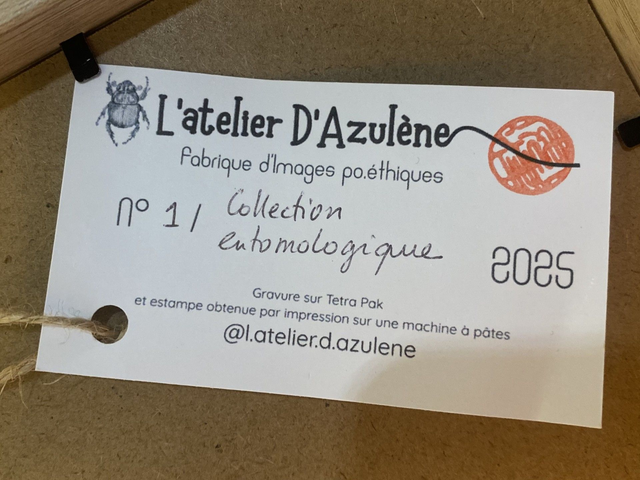 L'atelier D'Azulène
Fabrique d'Images po.éthiques
N° 1/ Collection
entomologique
2025
Gravure sur Tetra Pak
et estampe obtenue par impression sur une machine à pâtes
@l.atelier.d.azulene